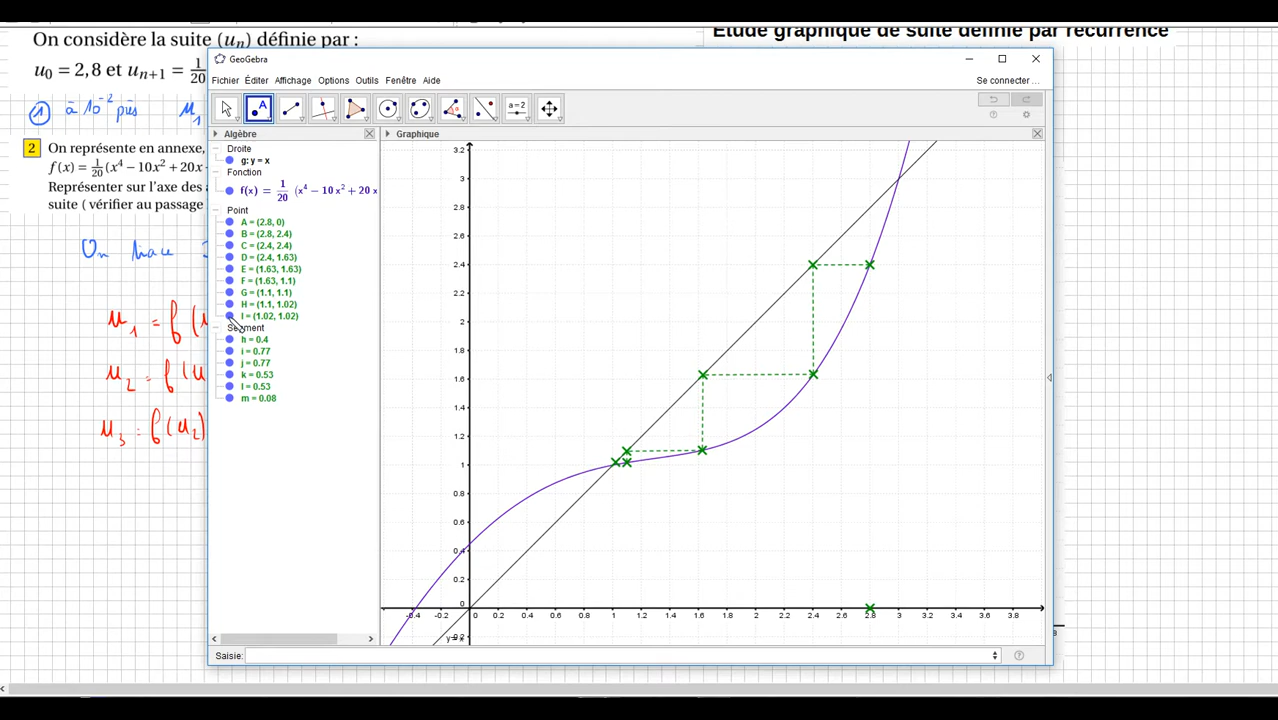 On considère la suite (uₙ) définie par :
u₀ = 2,8 et uₙ₊₁ = 1/20
Etude graphique de suite définie par récurrence
① à 10⁻² près u₁
2 On représente en annexe,
f(x) = 1/20 (x⁴ − 10x² + 20x
Représenter sur l'axe des a
suite ( vérifier au passage
On trace
u₁ = f(u
u₂ = f(u
u₃ = f(u₂)
GeoGebra
Fichier Éditer Affichage Options Outils Fenêtre Aide
Se connecter ...
A
a=2
Algèbre
Droite
g: y = x
Fonction
f(x) = 1/20 (x⁴ − 10 x² + 20 x
Point
A = (2.8, 0)
B = (2.8, 2.4)
C = (2.4, 2.4)
D = (2.4, 1.63)
E = (1.63, 1.63)
F = (1.63, 1.1)
G = (1.1, 1.1)
H = (1.1, 1.02)
I = (1.02, 1.02)
Segment
h = 0.4
i = 0.77
j = 0.77
k = 0.53
l = 0.53
m = 0.08
Graphique
3.2
3
2.8
2.6
2.4
2.2
2
1.8
1.6
1.4
1.2
1
0.8
0.6
0.4
0.2
0
-0.4 -0.2 0 0.2 0.4 0.6 0.8 1 1.2 1.4 1.6 1.8 2 2.2 2.4 2.6 2.8 3 3.2 3.4 3.6 3.8
-0.2
Saisie: